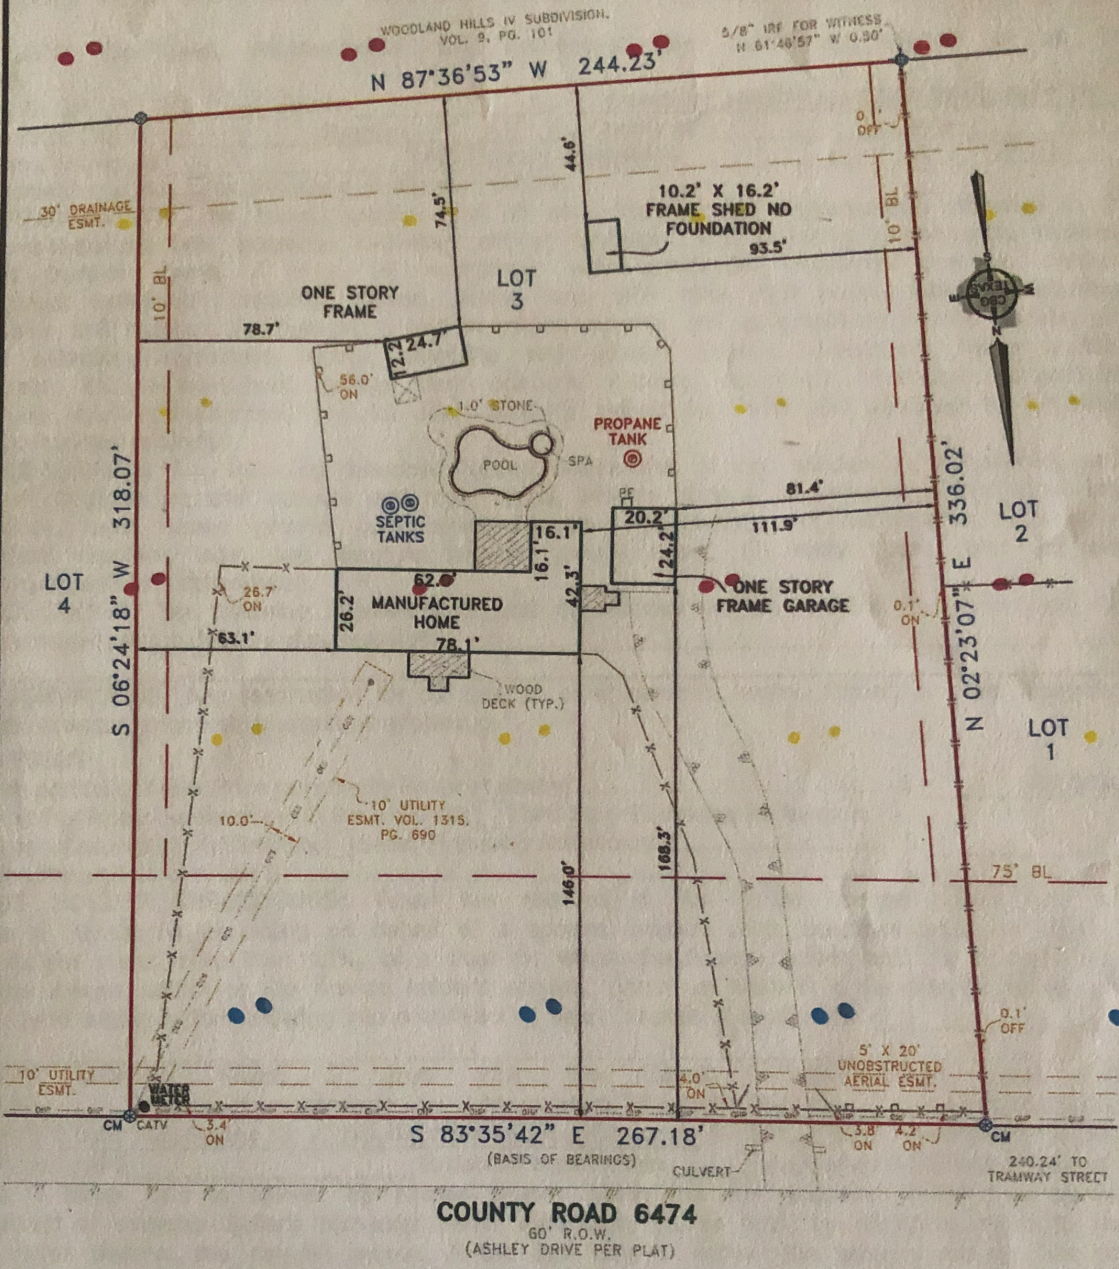 WOODLAND HILLS IV SUBDIVISION.
VOL. 9, PG. 101
5/8" IRF FOR WITNESS
N 61°46'57" W 0.90'
N 87°36'53" W 244.23'
OFF
44.6'
74.5'
10.2' X 16.2'
FRAME SHED NO
FOUNDATION
93.5'
30' DRAINAGE
ESMT.
10' BL
10' BL
LOT
3
ONE STORY
FRAME
78.7'
12.2'
24.7'
56.0'
ON
S
W
CBG
TEXAS
E
N
1.0' STONE
POOL
SPA
PROPANE
TANK
PE
SEPTIC
TANKS
81.4'
111.9'
20.2'
24.2'
16.1'
16.1'
42.3'
LOT
2
LOT
4
S 06°24'18" W 318.07'
N 02°23'07" E 336.02'
26.7'
ON
MANUFACTURED
HOME
26.2'
78.1'
63.1'
ONE STORY
FRAME GARAGE
0.1'
ON
WOOD
DECK (TYP.)
LOT
1
10' UTILITY
ESMT. VOL. 1315,
PG. 690
10.0'
168.3'
146.0'
75' BL
0.1'
OFF
5' X 20'
UNOBSTRUCTED
AERIAL ESMT.
10' UTILITY
ESMT.
WATER
METER
4.0'
ON
CM
CATV
3.4'
ON
3.8'
ON
4.2'
ON
CM
S 83°35'42" E 267.18'
(BASIS OF BEARINGS)
CULVERT
240.24' TO
TRAMWAY STREET
COUNTY ROAD 6474
60' R.O.W.
(ASHLEY DRIVE PER PLAT)